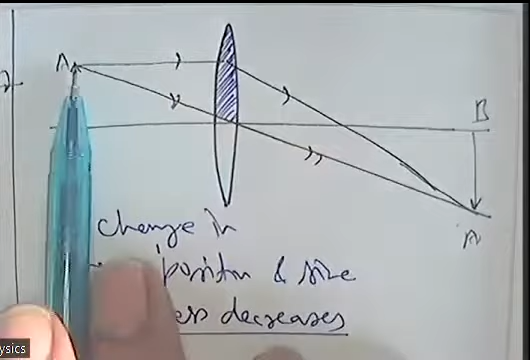 A
B
A
change in
position & size
decreases
ysics